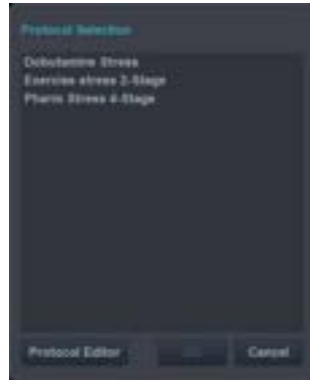 Protocol Selection
Dobutamine Stress
Exercise stress 2-Stage
Pharm Stress 4-Stage
Protocol Editor
Cancel